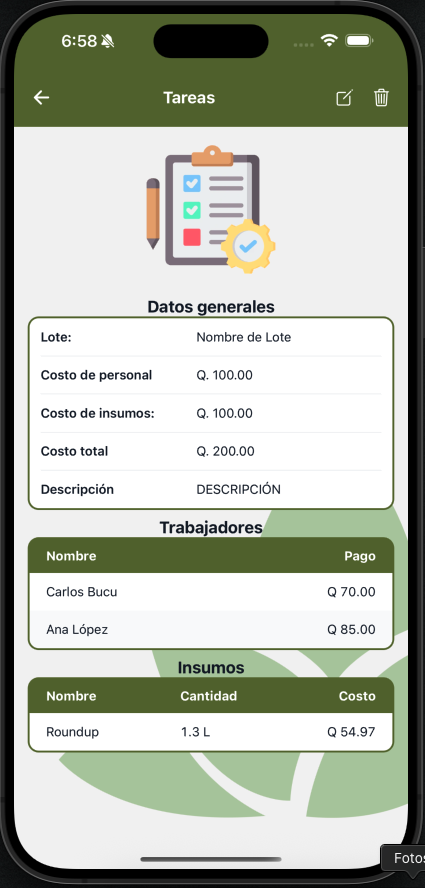 6:58
Tareas
Datos generales
Lote: Nombre de Lote
Costo de personal Q. 100.00
Costo de insumos: Q. 100.00
Costo total Q. 200.00
Descripción DESCRIPCIÓN
Trabajadores
Nombre Pago
Carlos Bucu Q 70.00
Ana López Q 85.00
Insumos
Nombre Cantidad Costo
Roundup 1.3 L Q 54.97
Fotos